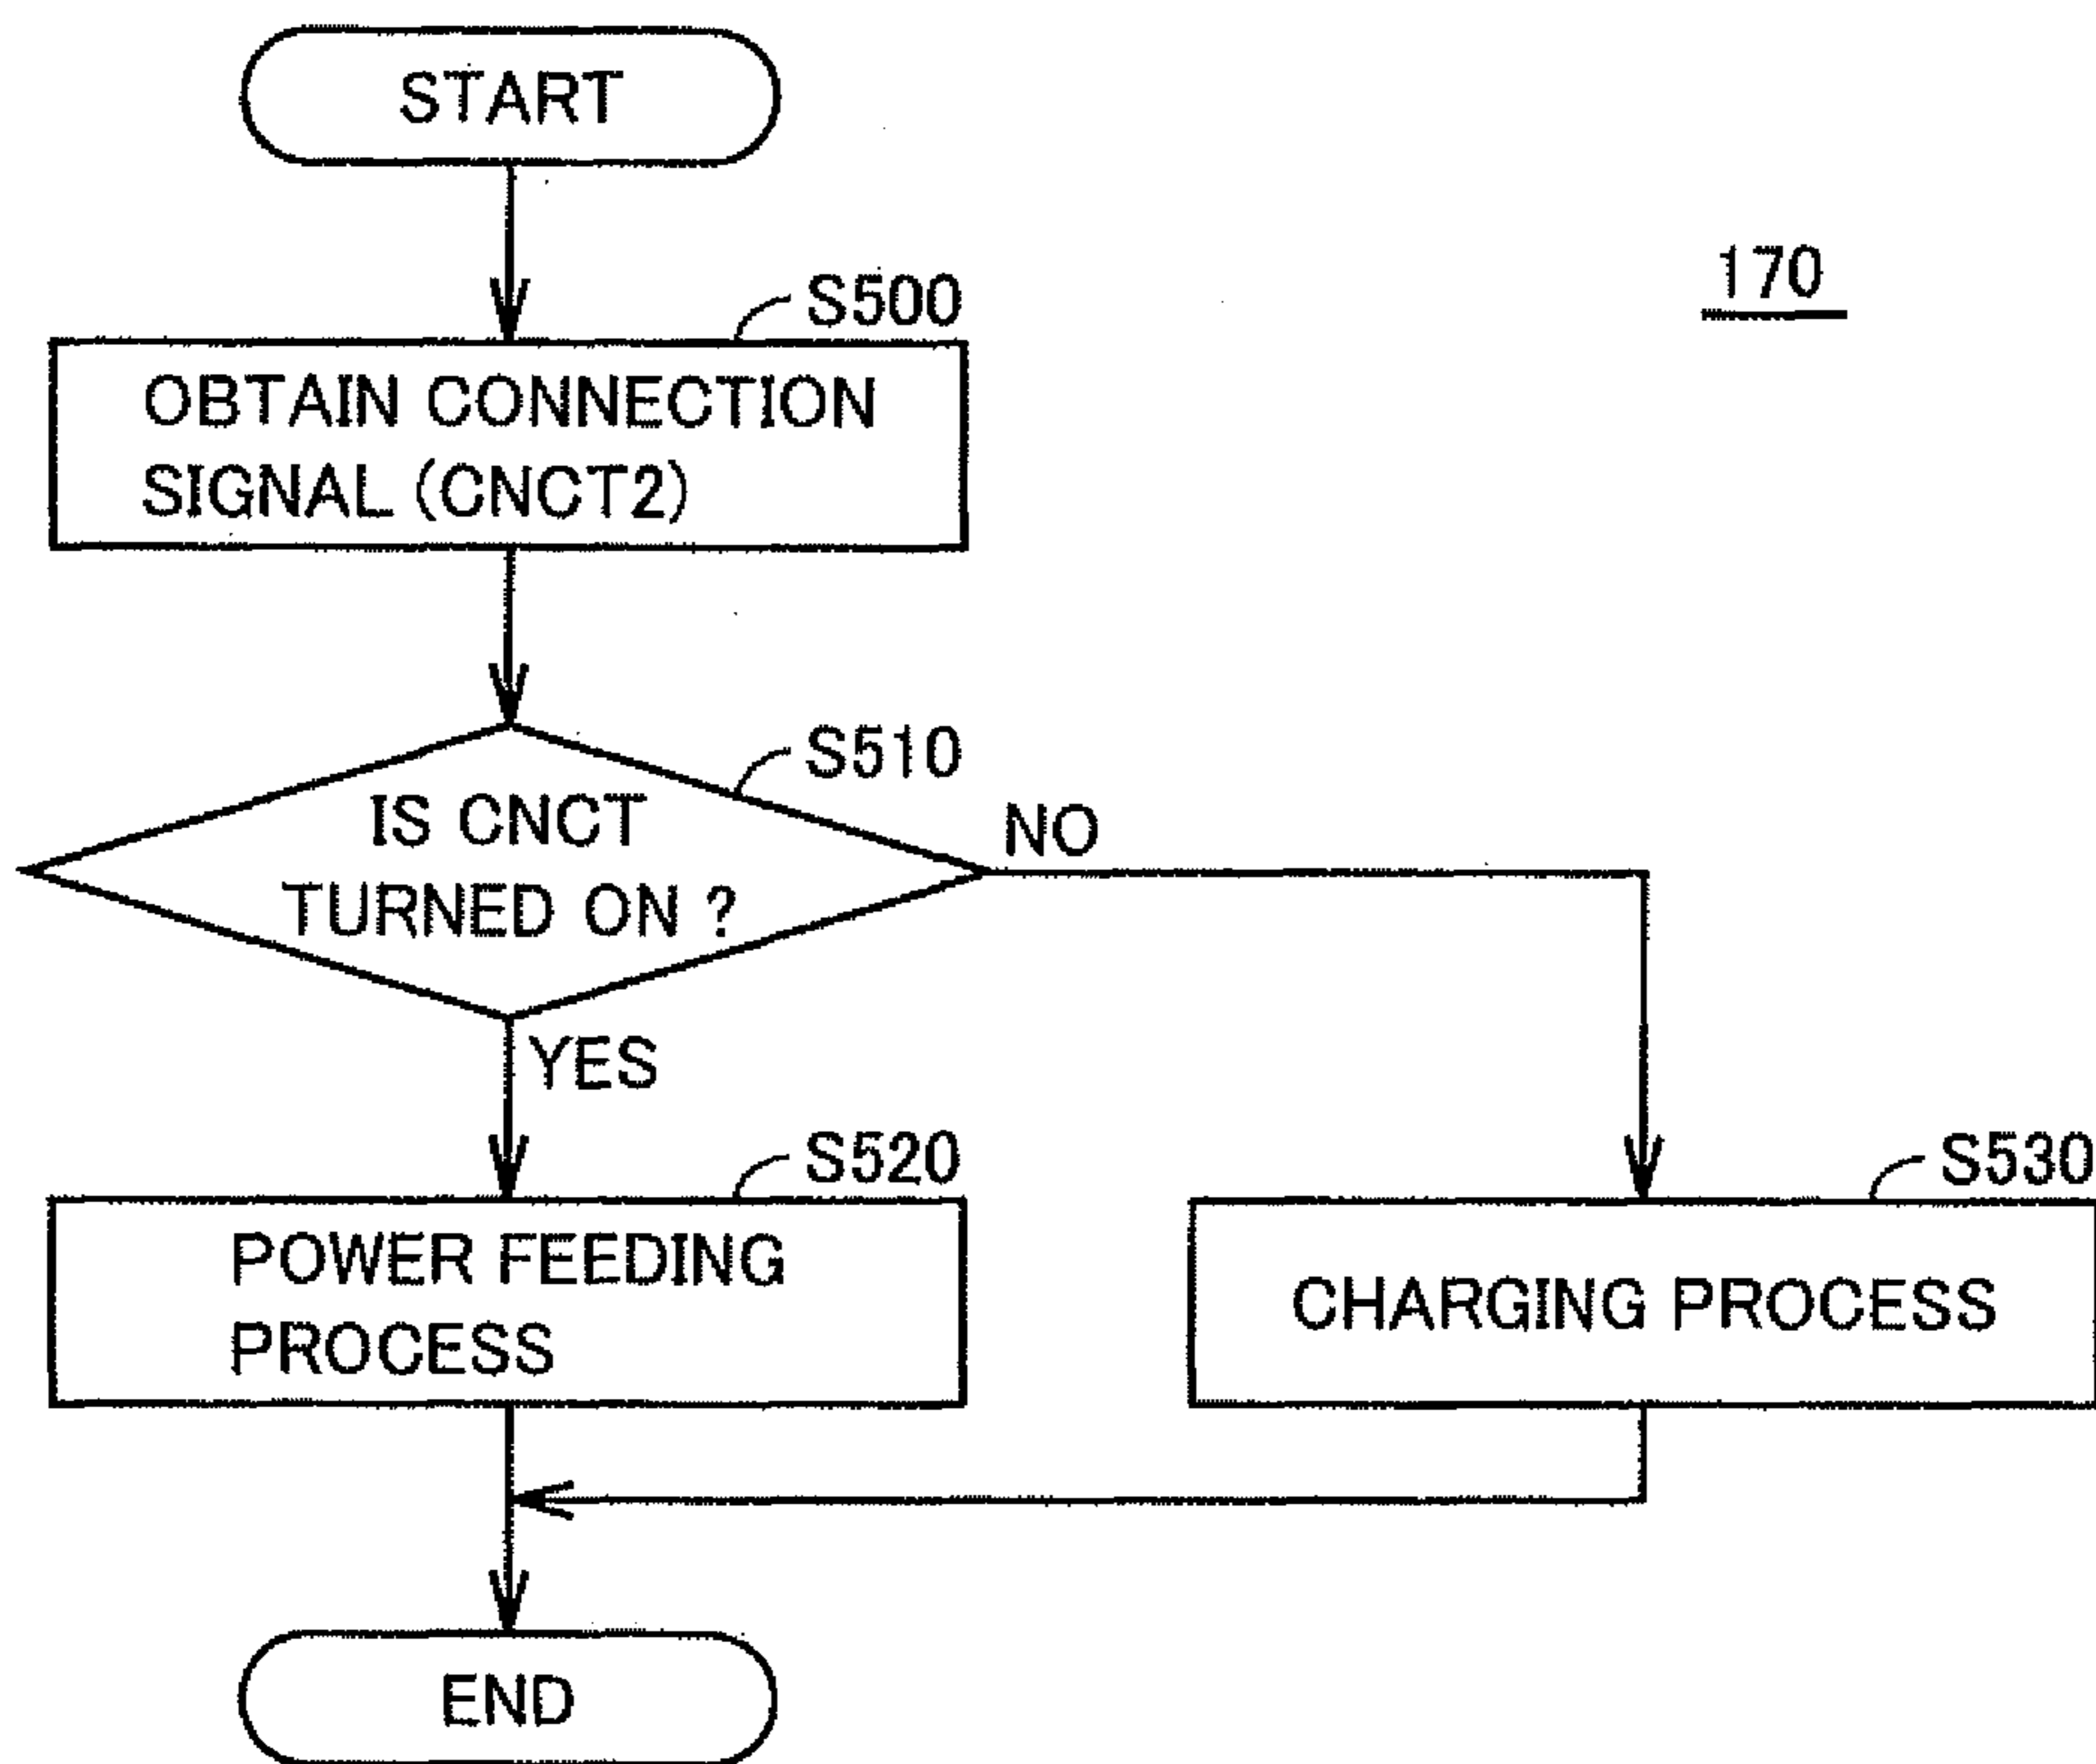 START
170
S500
OBTAIN CONNECTION
SIGNAL (CNCT2)
S510
IS CNCT
TURNED ON ?
NO
YES
S520
POWER FEEDING
PROCESS
S530
CHARGING PROCESS
END